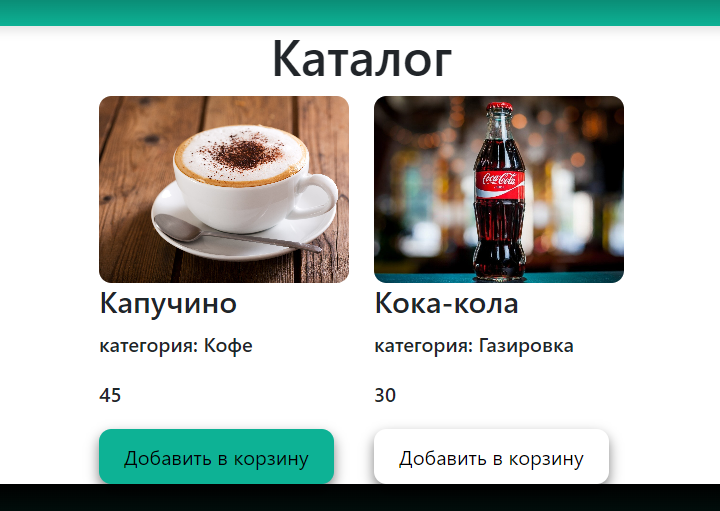 Каталог
Coca-Cola
Капучино
категория: Кофе
45
Добавить в корзину
Кока-кола
категория: Газировка
30
Добавить в корзину